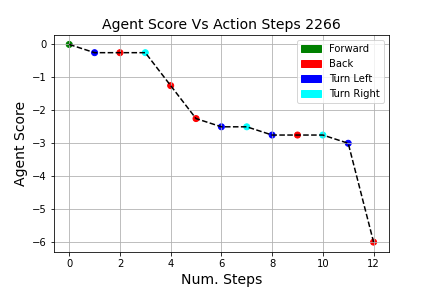 Agent Score Vs Action Steps 2266
Forward
Back
Turn Left
Turn Right
0
−1
−2
−3
−4
−5
−6
Agent Score
0 2 4 6 8 10 12
Num. Steps